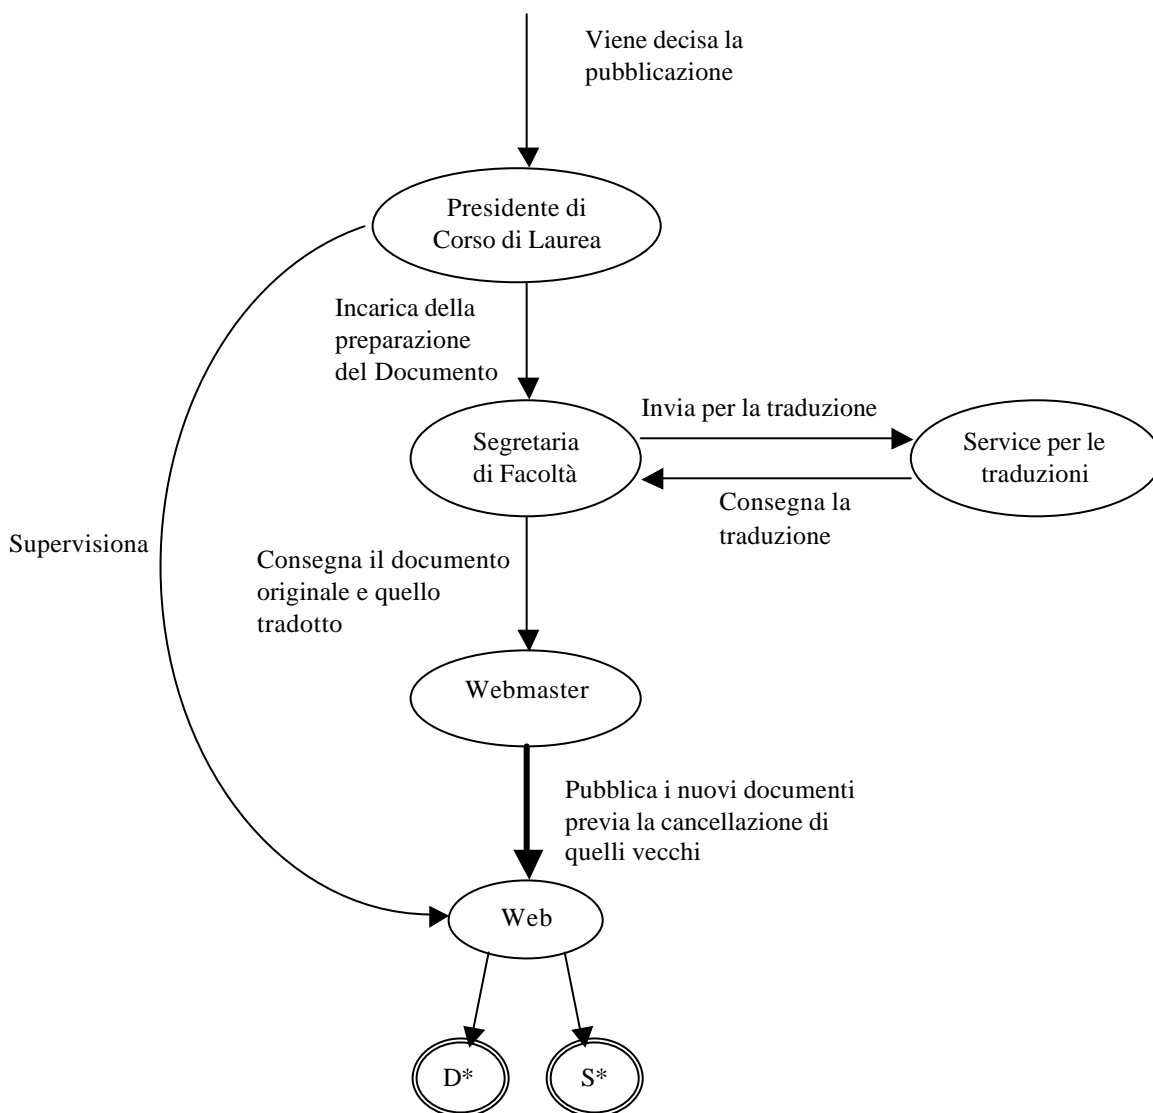 Viene decisa la
pubblicazione
Presidente di
Corso di Laurea
Incarica della
preparazione
del Documento
Invia per la traduzione
Segretaria
di Facoltà
Service per le
traduzioni
Consegna la
traduzione
Supervisiona
Consegna il documento
originale e quello
tradotto
Webmaster
Pubblica i nuovi documenti
previa la cancellazione di
quelli vecchi
Web
D*
S*